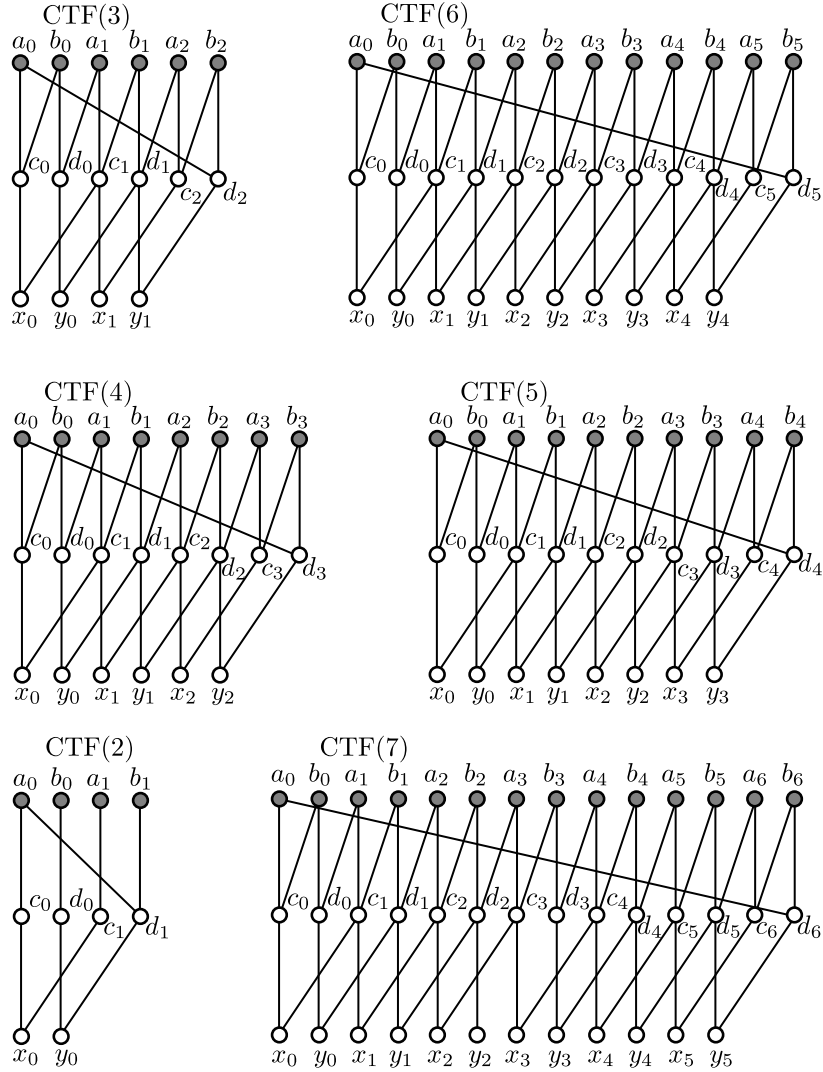 CTF(3)
a₀ b₀ a₁ b₁ a₂ b₂
c₀ d₀ c₁ d₁ c₂ d₂
x₀ y₀ x₁ y₁
CTF(6)
a₀ b₀ a₁ b₁ a₂ b₂ a₃ b₃ a₄ b₄ a₅ b₅
c₀ d₀ c₁ d₁ c₂ d₂ c₃ d₃ c₄ d₄ c₅ d₅
x₀ y₀ x₁ y₁ x₂ y₂ x₃ y₃ x₄ y₄
CTF(4)
a₀ b₀ a₁ b₁ a₂ b₂ a₃ b₃
c₀ d₀ c₁ d₁ c₂ d₂ c₃ d₃
x₀ y₀ x₁ y₁ x₂ y₂
CTF(5)
a₀ b₀ a₁ b₁ a₂ b₂ a₃ b₃ a₄ b₄
c₀ d₀ c₁ d₁ c₂ d₂ c₃ d₃ c₄ d₄
x₀ y₀ x₁ y₁ x₂ y₂ x₃ y₃
CTF(2)
a₀ b₀ a₁ b₁
c₀ d₀ c₁ d₁
x₀ y₀
CTF(7)
a₀ b₀ a₁ b₁ a₂ b₂ a₃ b₃ a₄ b₄ a₅ b₅ a₆ b₆
c₀ d₀ c₁ d₁ c₂ d₂ c₃ d₃ c₄ d₄ c₅ d₅ c₆ d₆
x₀ y₀ x₁ y₁ x₂ y₂ x₃ y₃ x₄ y₄ x₅ y₅